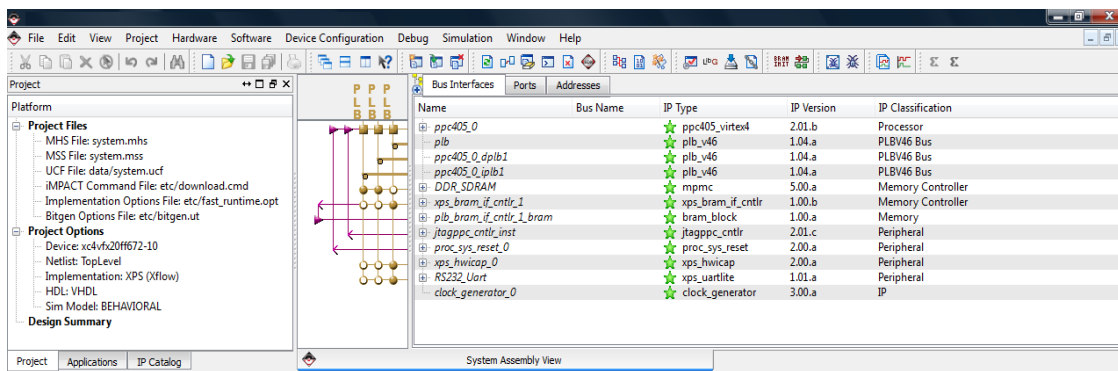 File Edit View Project Hardware Software Device Configuration Debug Simulation Window Help
Project
Bus Interfaces Ports Addresses
Platform
PLB PLB PLB
Name Bus Name IP Type IP Version IP Classification
Project Files
MHS File: system.mhs
MSS File: system.mss
UCF File: data/system.ucf
iMPACT Command File: etc/download.cmd
Implementation Options File: etc/fast_runtime.opt
Bitgen Options File: etc/bitgen.ut
Project Options
Device: xc4vfx20ff672-10
Netlist: TopLevel
Implementation: XPS (Xflow)
HDL: VHDL
Sim Model: BEHAVIORAL
Design Summary
ppc405_0 ppc405_virtex4 2.01.b Processor
plb plb_v46 1.04.a PLBV46 Bus
ppc405_0_dplb1 plb_v46 1.04.a PLBV46 Bus
ppc405_0_iplb1 plb_v46 1.04.a PLBV46 Bus
DDR_SDRAM mpmc 5.00.a Memory Controller
xps_bram_if_cntlr_1 xps_bram_if_cntlr 1.00.b Memory Controller
plb_bram_if_cntlr_1_bram bram_block 1.00.a Memory
jtagppc_cntlr_inst jtagppc_cntlr 2.01.c Peripheral
proc_sys_reset_0 proc_sys_reset 2.00.a Peripheral
xps_hwicap_0 xps_hwicap 2.00.a Peripheral
RS232_Uart xps_uartlite 1.01.a Peripheral
clock_generator_0 clock_generator 3.00.a IP
Project Applications IP Catalog
System Assembly View